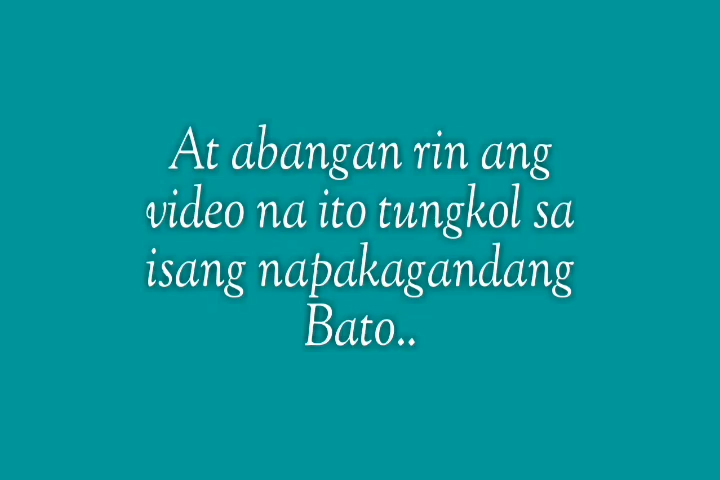 At abangan rin ang
video na ito tungkol sa
isang napakagandang
Bato..